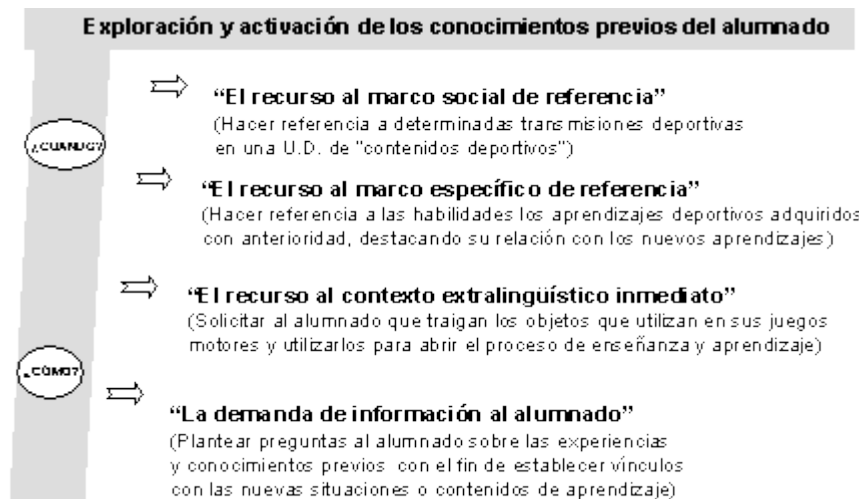 Exploración y activación de los conocimientos previos del alumnado
“El recurso al marco social de referencia”
(Hacer referencia a determinadas transmisiones deportivas
en una U.D. de "contenidos deportivos")
¿CUANDO?
“El recurso al marco específico de referencia”
(Hacer referencia a las habilidades los aprendizajes deportivos adquiridos
con anterioridad, destacando su relación con los nuevos aprendizajes)
“El recurso al contexto extralingüístico inmediato”
(Solicitar al alumnado que traigan los objetos que utilizan en sus juegos
motores y utilizarlos para abrir el proceso de enseñanza y aprendizaje)
¿CÓMO?
“La demanda de información al alumnado”
(Plantear preguntas al alumnado sobre las experiencias
y conocimientos previos con el fin de establecer vínculos
con las nuevas situaciones o contenidos de aprendizaje)